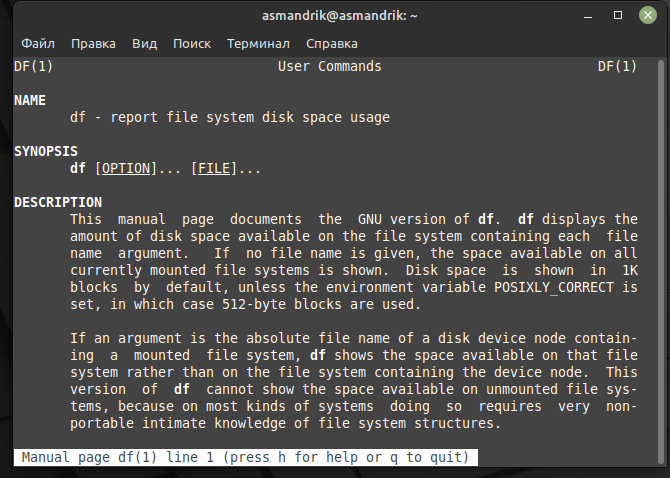 asmandrik@asmandrik: ~
Файл Правка Вид Поиск Терминал Справка
DF(1) User Commands DF(1)
NAME
df - report file system disk space usage
SYNOPSIS
df [OPTION]... [FILE]...
DESCRIPTION
This manual page documents the GNU version of df. df displays the
amount of disk space available on the file system containing each file
name argument. If no file name is given, the space available on all
currently mounted file systems is shown. Disk space is shown in 1K
blocks by default, unless the environment variable POSIXLY_CORRECT is
set, in which case 512-byte blocks are used.
If an argument is the absolute file name of a disk device node contain-
ing a mounted file system, df shows the space available on that file
system rather than on the file system containing the device node. This
version of df cannot show the space available on unmounted file sys-
tems, because on most kinds of systems doing so requires very non-
portable intimate knowledge of file system structures.
Manual page df(1) line 1 (press h for help or q to quit)